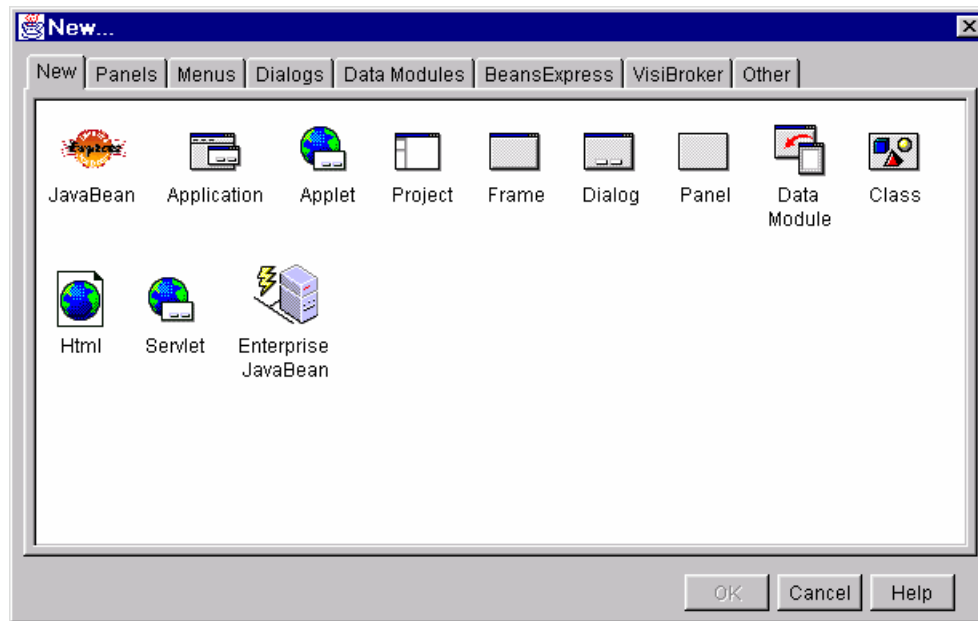 New...
New Panels Menus Dialogs Data Modules BeansExpress VisiBroker Other
Express
JavaBean Application Applet Project Frame Dialog Panel Data Module Class
Html Servlet Enterprise JavaBean
OK Cancel Help